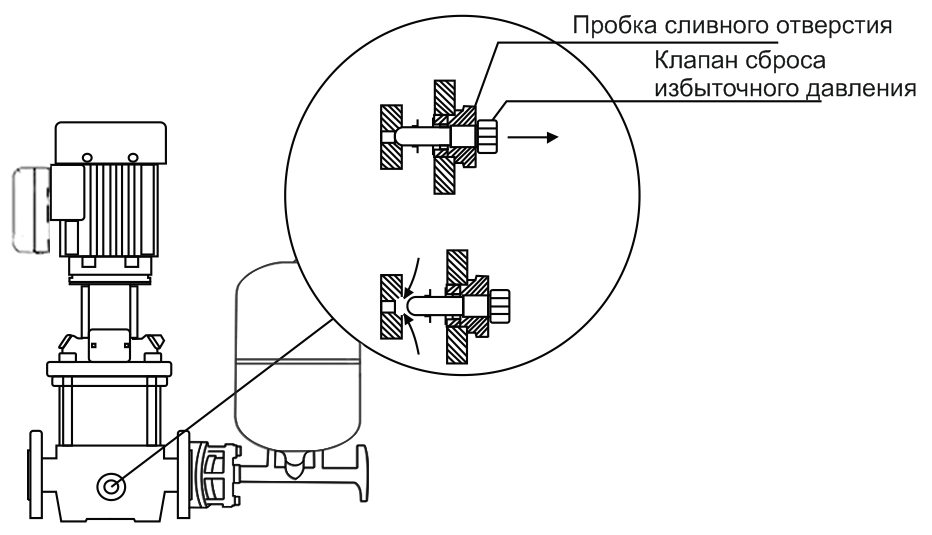 Пробка сливного отверстия
Клапан сброса
избыточного давления